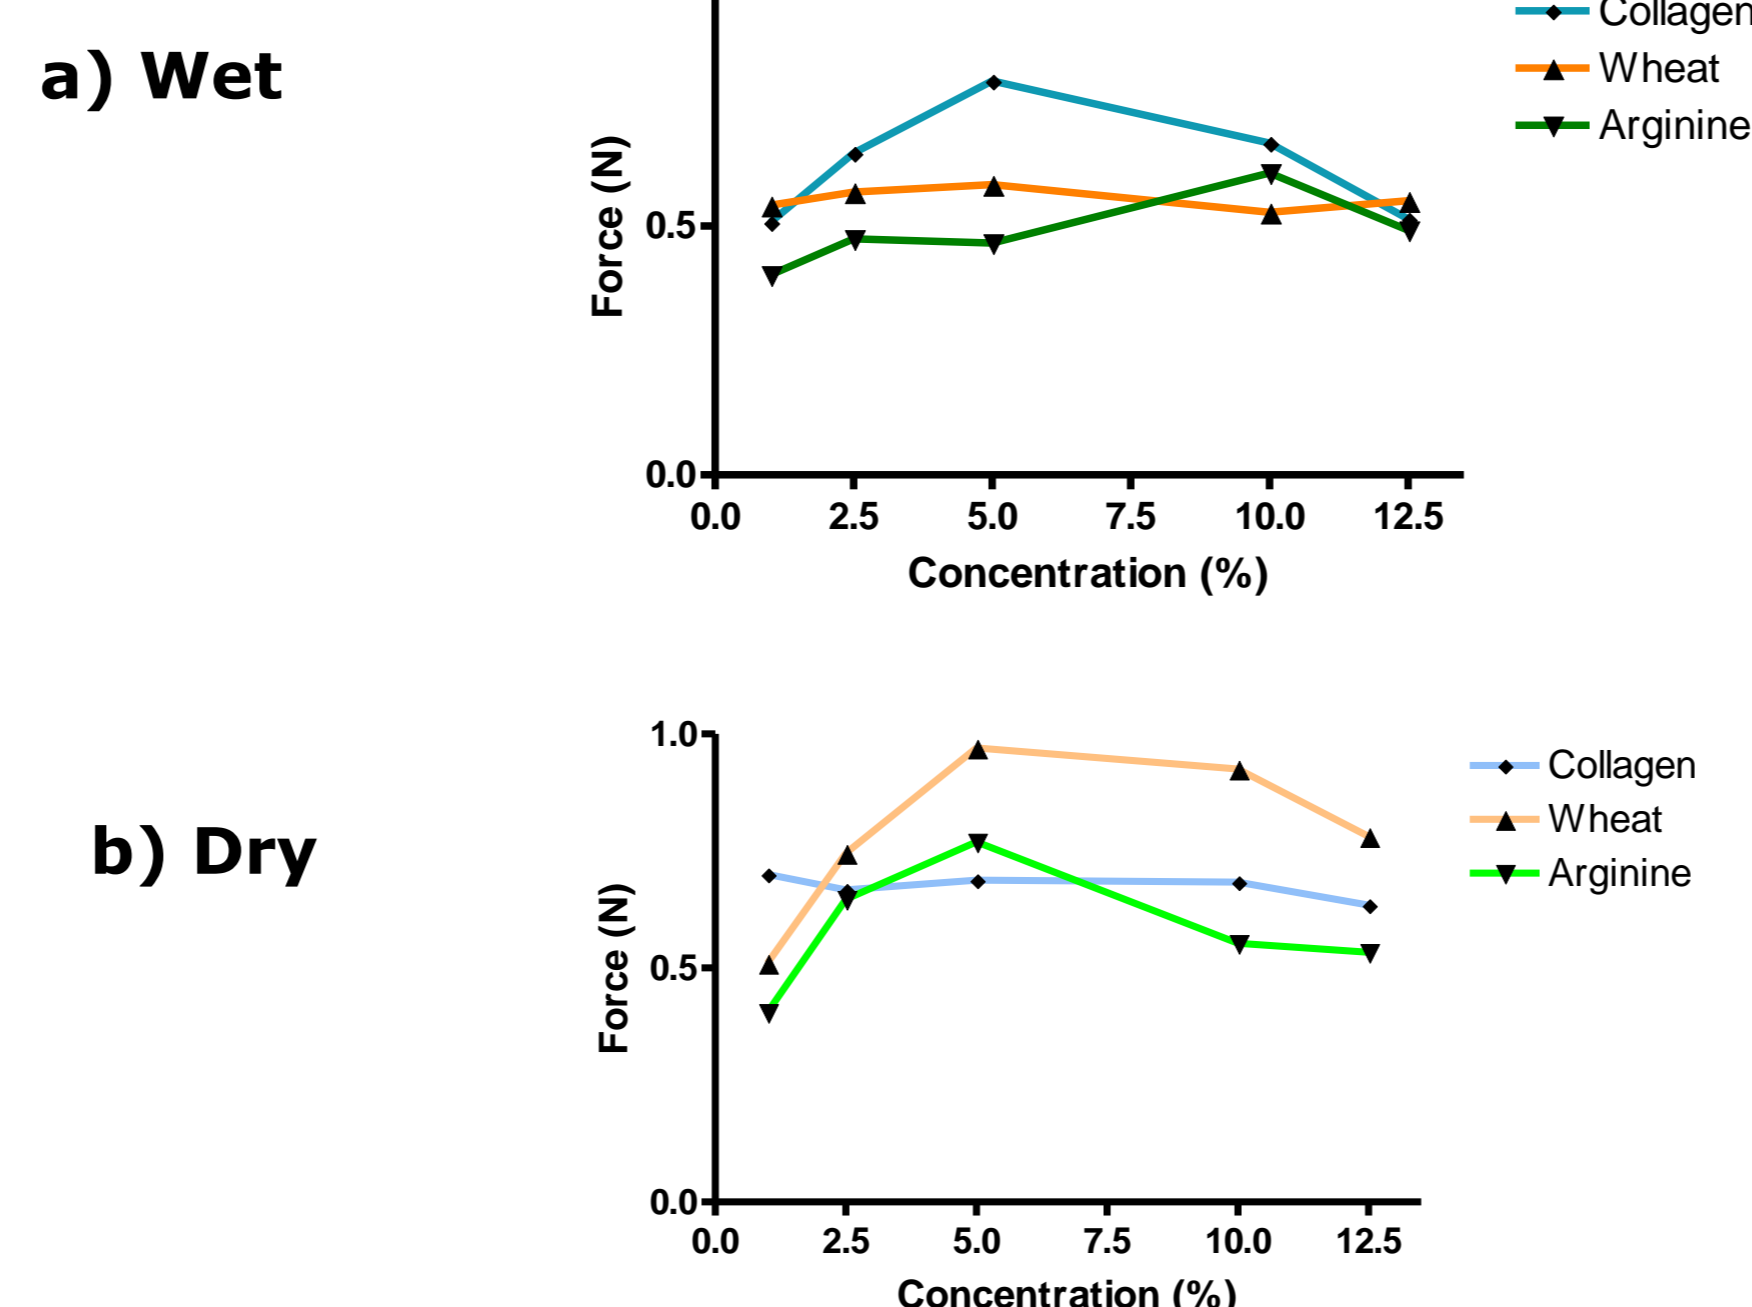 a) Wet
Collagen
Wheat
Arginine
Force (N)
0.5
0.0
0.0 2.5 5.0 7.5 10.0 12.5
Concentration (%)
b) Dry
1.0
Collagen
Wheat
Arginine
Force (N)
0.5
0.0
0.0 2.5 5.0 7.5 10.0 12.5
Concentration (%)